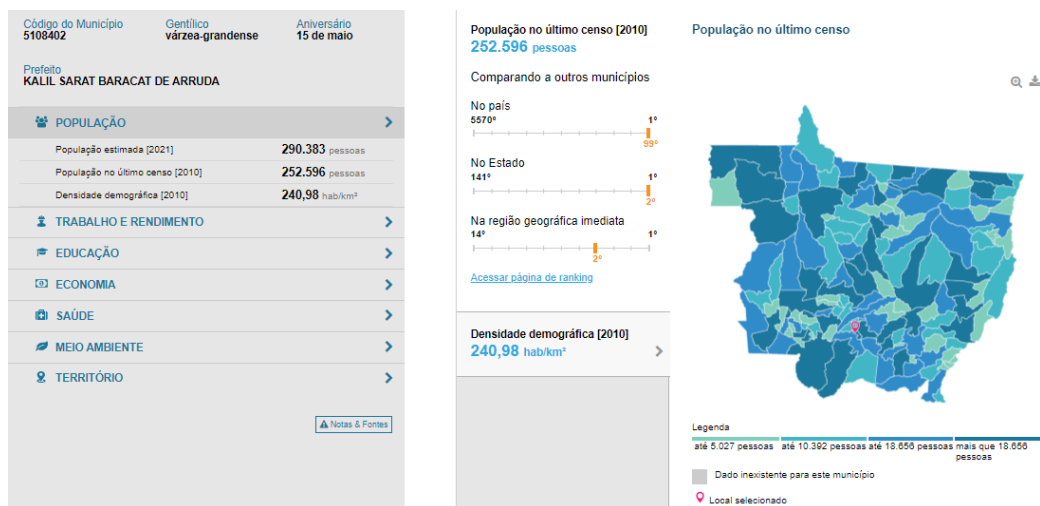 Código do Município Gentílico Aniversário
5108402 várzea-grandense 15 de maio
Prefeito
KALIL SARAT BARACAT DE ARRUDA
POPULAÇÃO
População estimada [2021] 290.383 pessoas
População no último censo [2010] 252.596 pessoas
Densidade demográfica [2010] 240,98 hab/km²
TRABALHO E RENDIMENTO
EDUCAÇÃO
ECONOMIA
SAÚDE
MEIO AMBIENTE
TERRITÓRIO
Notas & Fontes
População no último censo [2010]
252.596 pessoas
Comparando a outros municípios
No país
5570º 1º
99º
No Estado
141º 1º
2º
Na região geográfica imediata
14º 1º
2º
Acessar página de ranking
Densidade demográfica [2010]
240,98 hab/km²
População no último censo
Legenda
até 5.027 pessoas até 10.392 pessoas até 18.656 pessoas mais que 18.656
pessoas
Dado inexistente para este município
Local selecionado